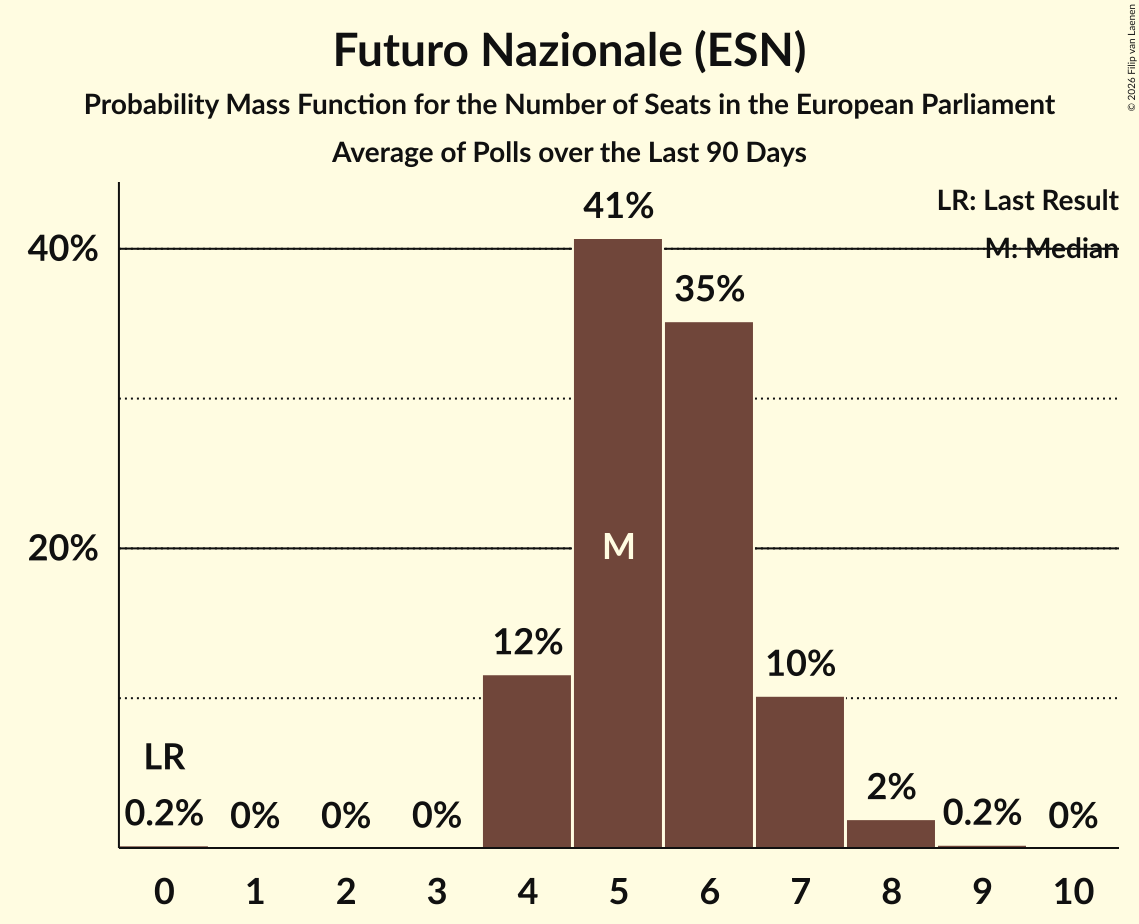 Futuro Nazionale (ESN)
Probability Mass Function for the Number of Seats in the European Parliament
Average of Polls over the Last 90 Days
© 2026 Filip van Laenen
LR: Last Result
M: Median
40%
20%
41%
35%
12%
10%
2%
0.2%
0%
0%
0%
0.2%
0%
LR
M
0 1 2 3 4 5 6 7 8 9 10